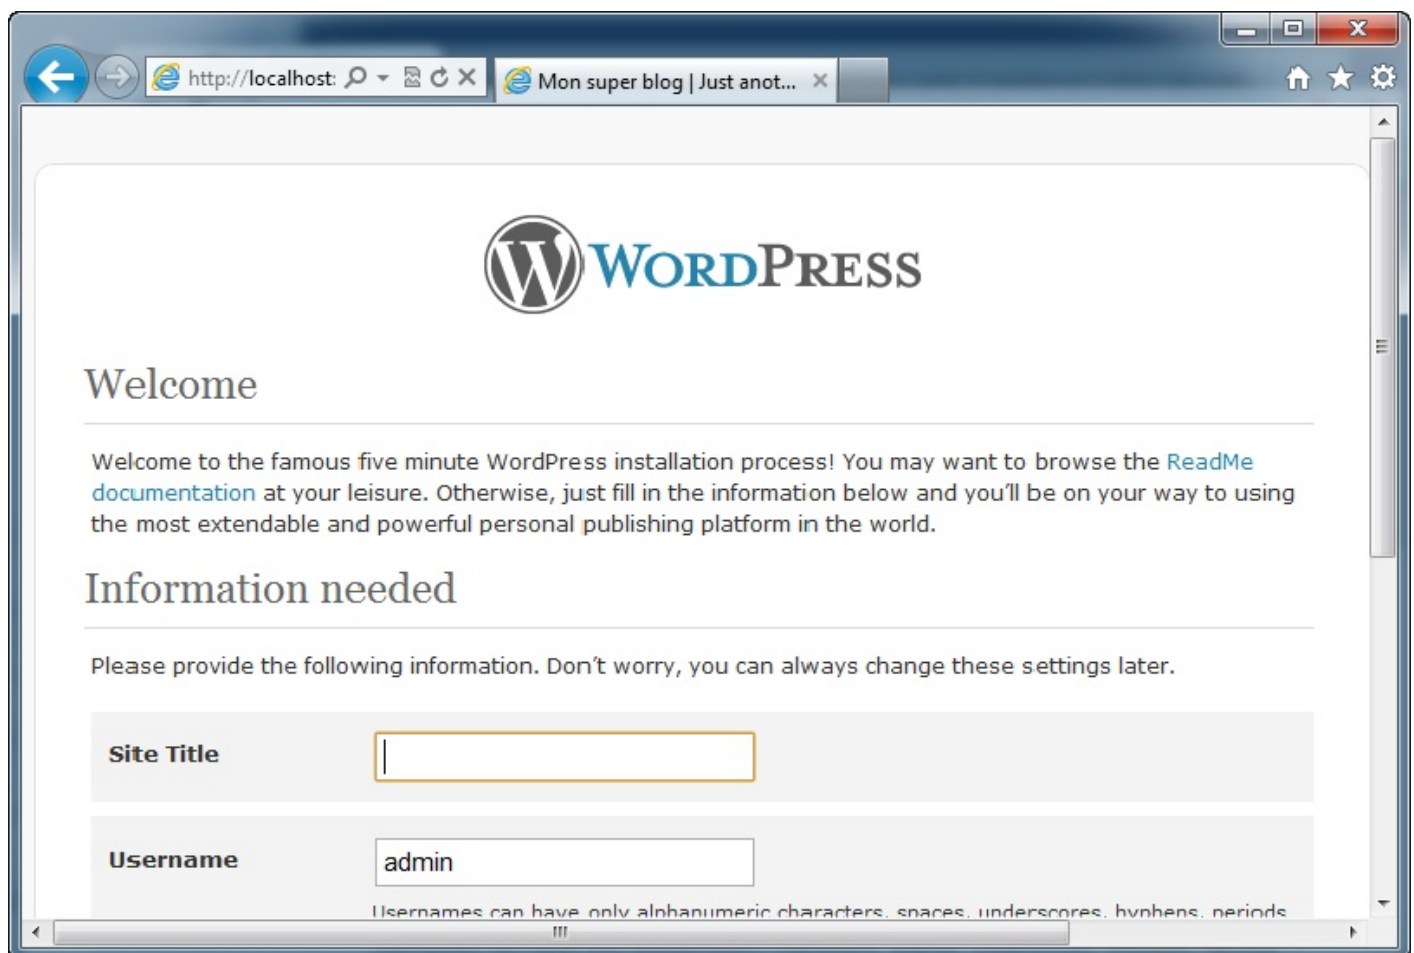 http://localhost:
Mon super blog | Just anot...
WORDPRESS
Welcome
Welcome to the famous five minute WordPress installation process! You may want to browse the ReadMe
documentation at your leisure. Otherwise, just fill in the information below and you’ll be on your way to using
the most extendable and powerful personal publishing platform in the world.
Information needed
Please provide the following information. Don’t worry, you can always change these settings later.
Site Title
Username
admin
Usernames can have only alphanumeric characters, spaces, underscores, hyphens, periods